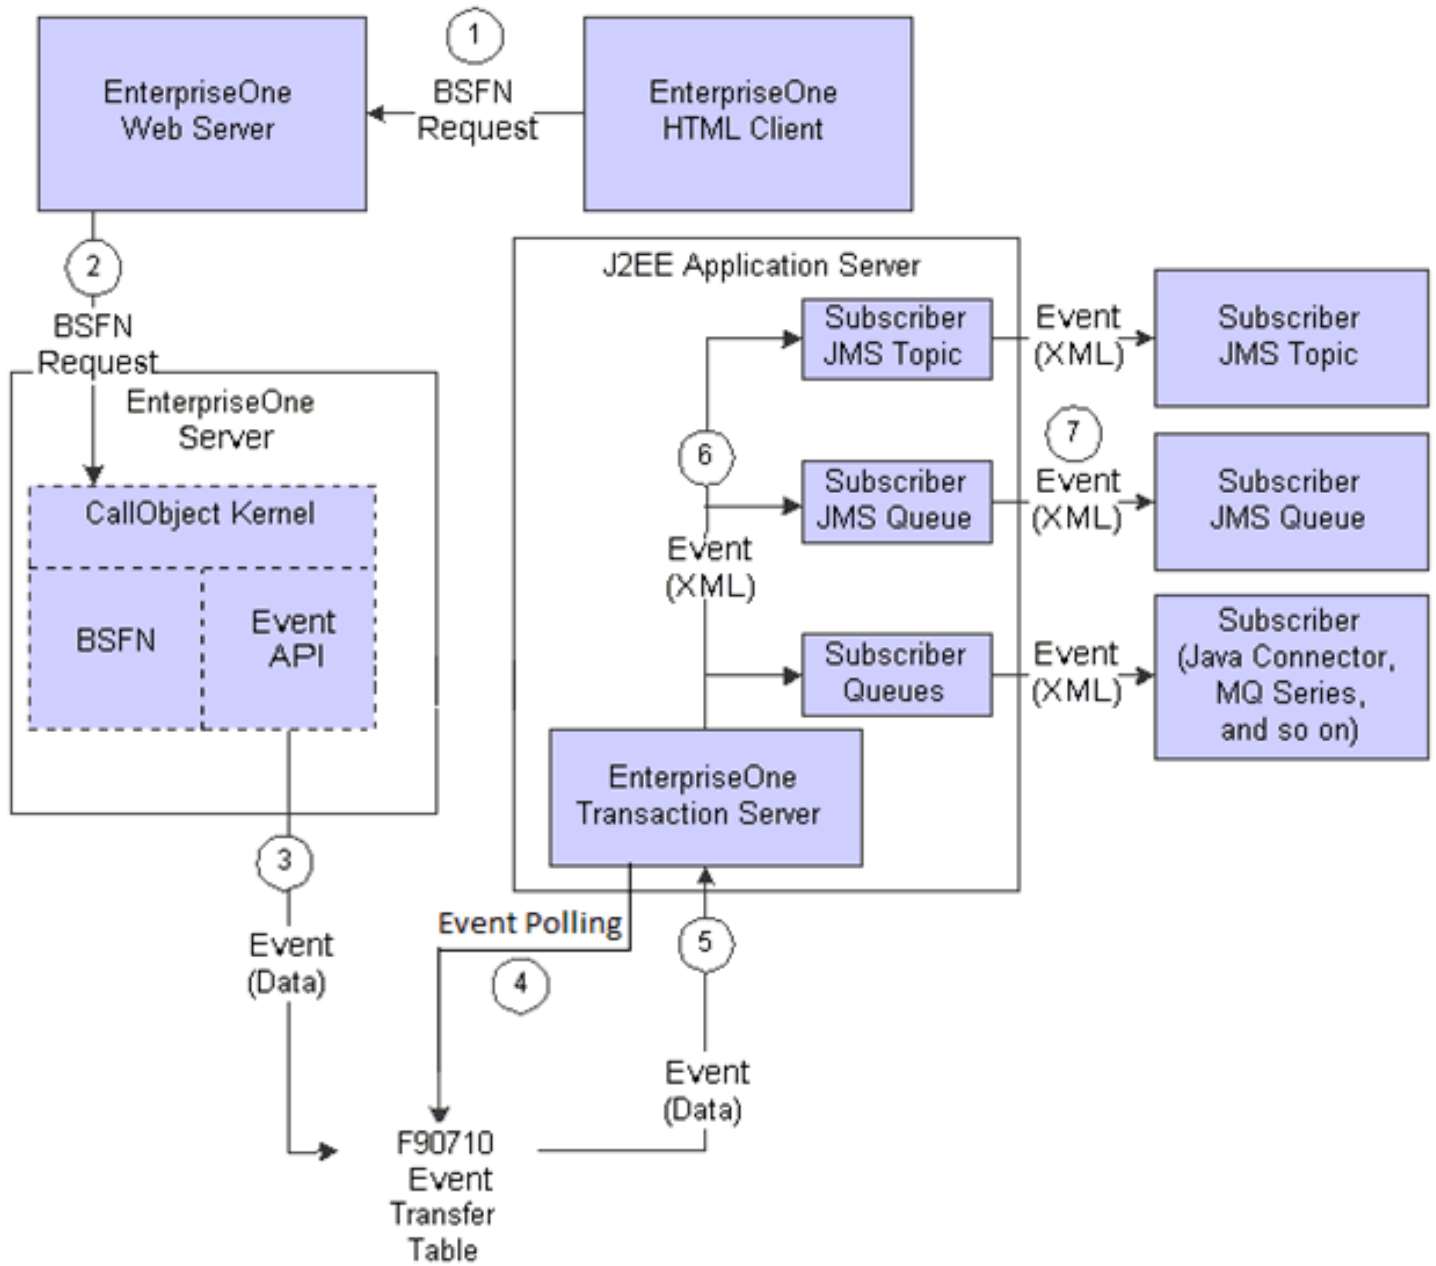 1
EnterpriseOne
Web Server
BSFN
Request
EnterpriseOne
HTML Client
2
BSFN
Request
EnterpriseOne
Server
CallObject Kernel
BSFN
Event
API
3
Event
(Data)
J2EE Application Server
Subscriber
JMS Topic
Event
(XML)
Subscriber
JMS Topic
6
7
Subscriber
JMS Queue
Event
(XML)
Subscriber
JMS Queue
Event
(XML)
Subscriber
Queues
Event
(XML)
Subscriber
(Java Connector,
MQ Series,
and so on)
EnterpriseOne
Transaction Server
Event Polling
4
5
Event
(Data)
F90710
Event
Transfer
Table